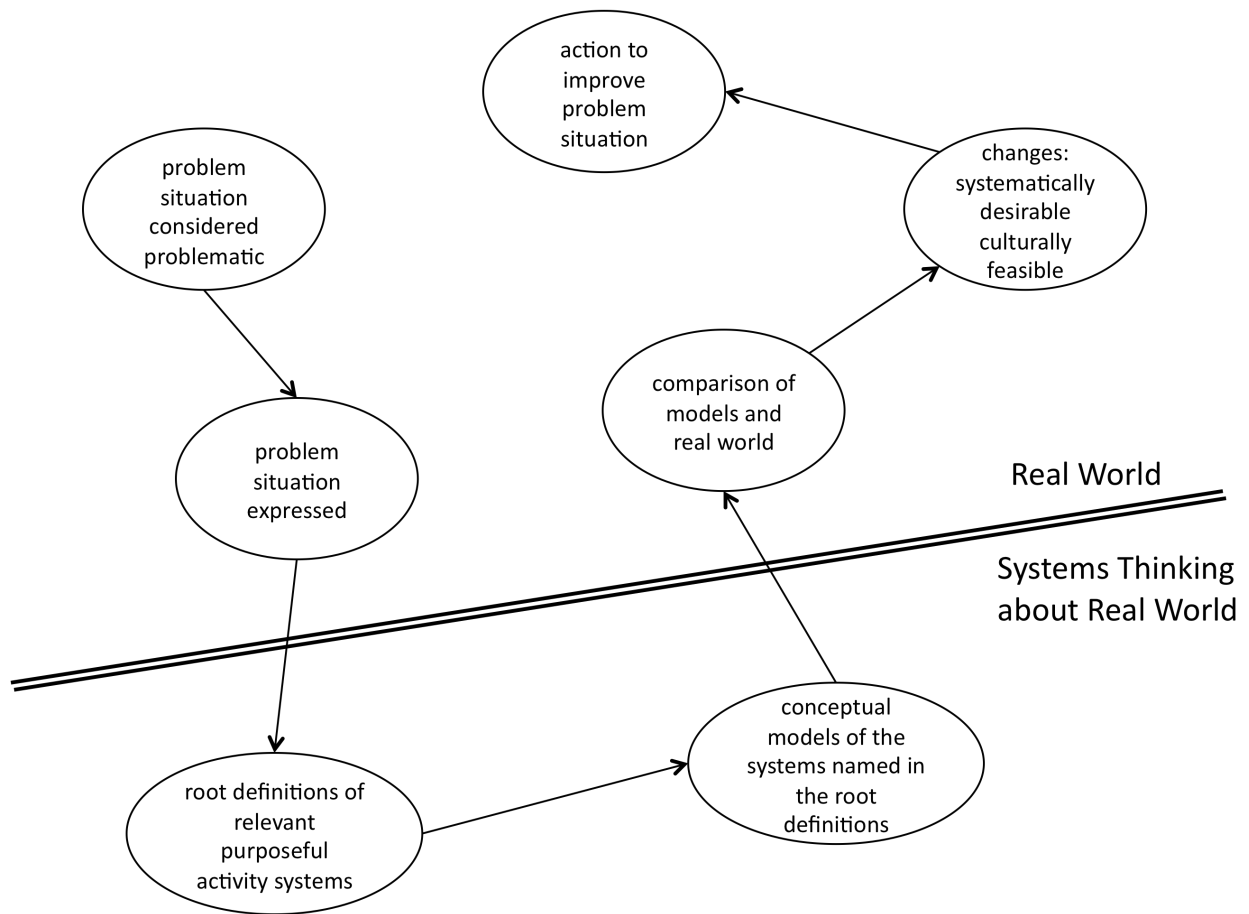 problem
situation
considered
problematic
problem
situation
expressed
root definitions of
relevant
purposeful
activity systems
conceptual
models of the
systems named in
the root
definitions
comparison of
models and
real world
changes:
systematically
desirable
culturally
feasible
action to
improve
problem
situation
Real World
Systems Thinking
about Real World